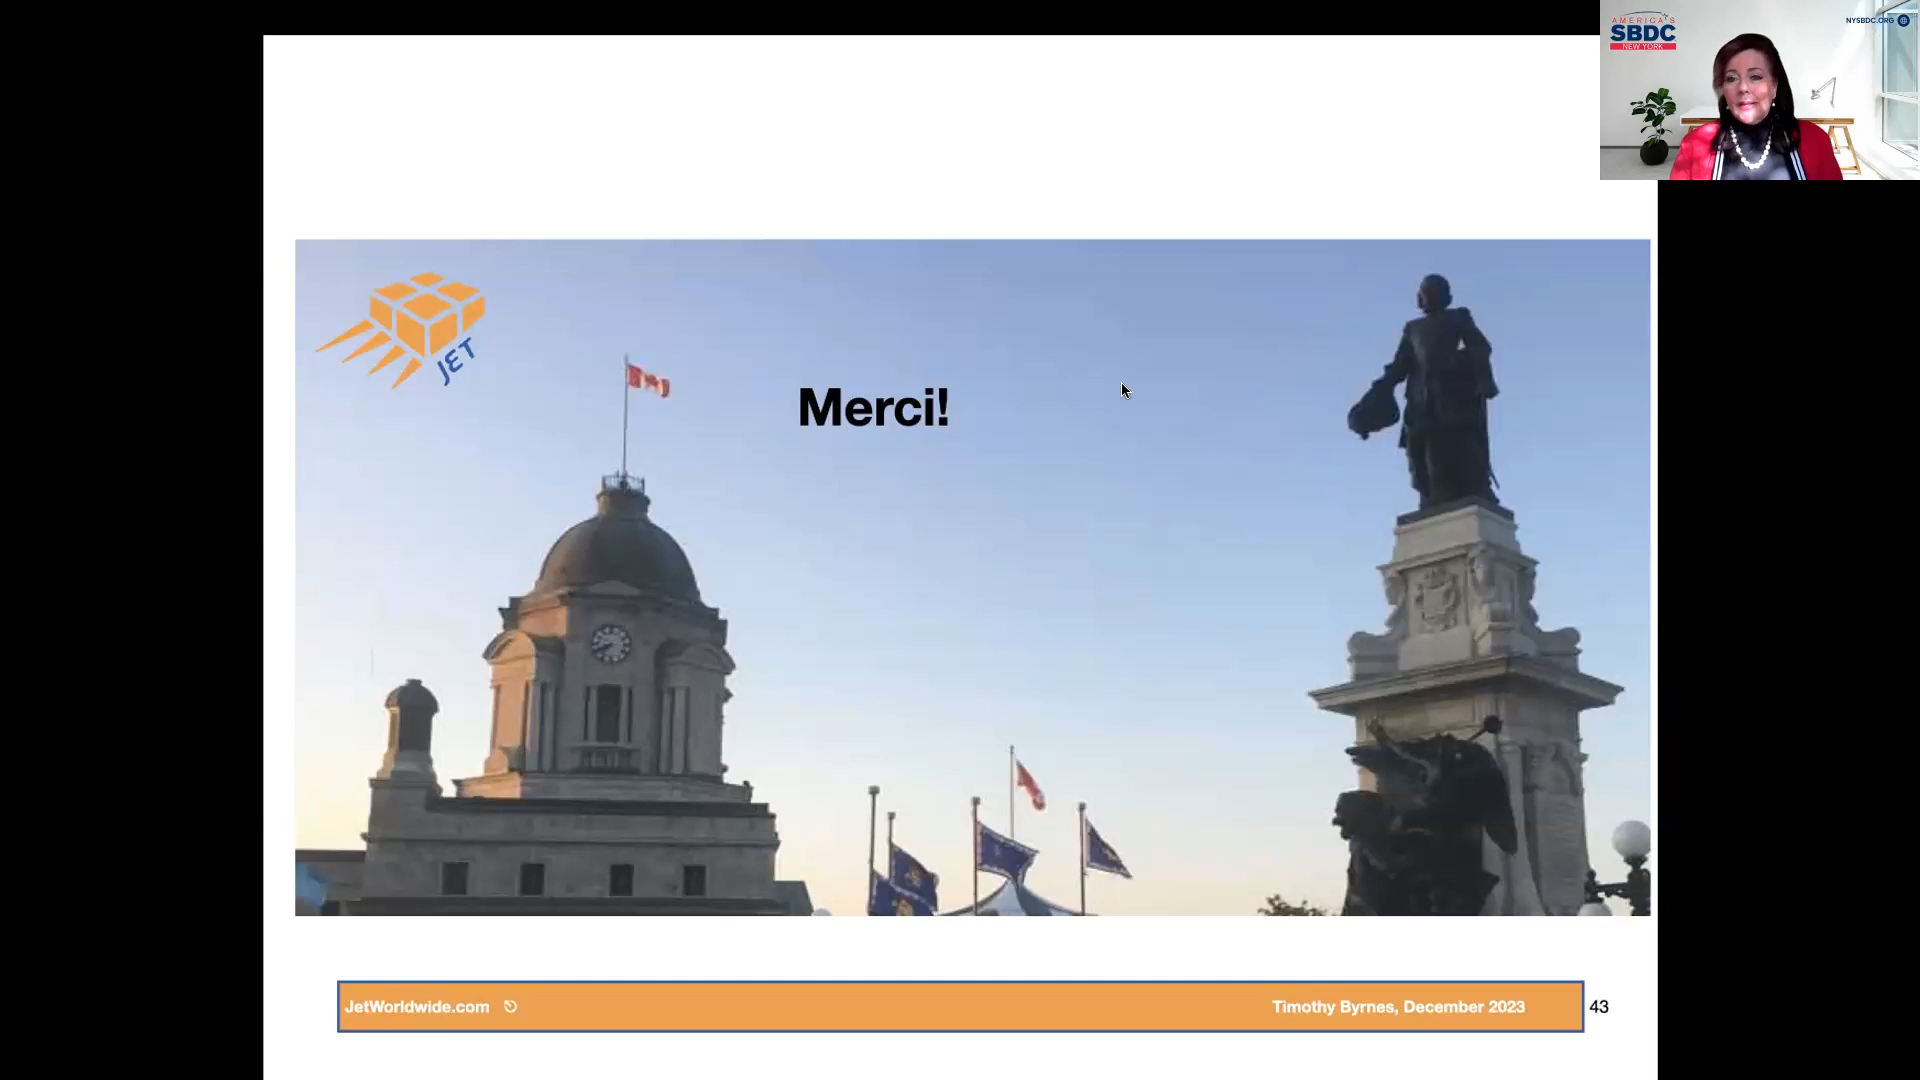 AMERICA'S
SBDC
NEW YORK
NYSBDC.ORG
JET
Merci!
JetWorldwide.com
Timothy Byrnes, December 2023
43